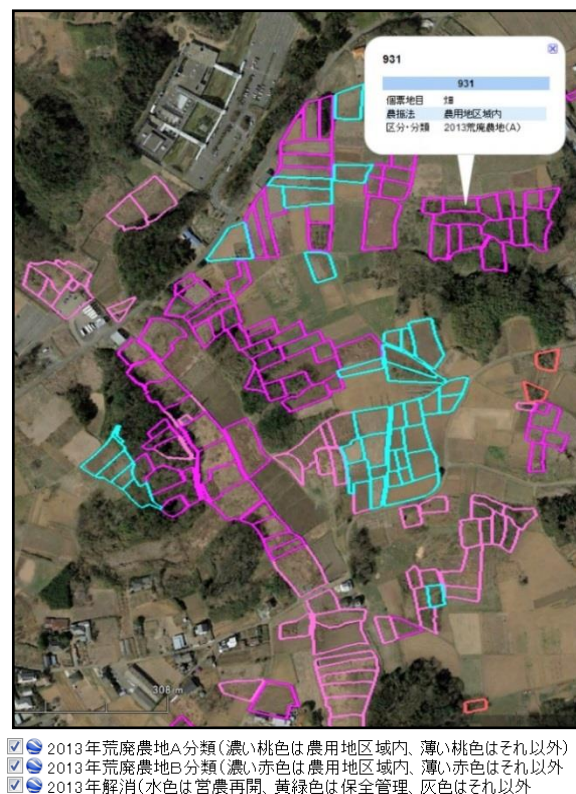 931
931
個票地目 畑
農振法 農用地区域内
区分・分類 2013荒廃農地(A)
308 m
2013年荒廃農地A分類(濃い桃色は農用地区域内、薄い桃色はそれ以外)
2013年荒廃農地B分類(濃い赤色は農用地区域内、薄い赤色はそれ以外
2013年解消(水色は営農再開、黄緑色は保全管理、灰色はそれ以外